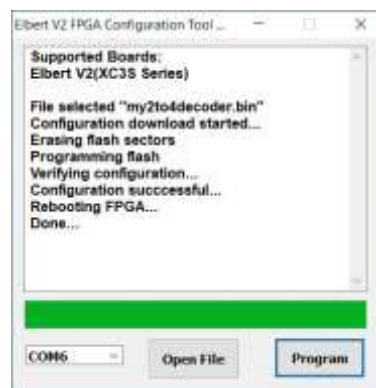 Elbert V2 FPGA Configuration Tool ...
Supported Boards:
Elbert V2(XC3S Series)
File selected "my2to4decoder.bin"
Configuration download started...
Erasing flash sectors
Programming flash
Verifying configuration...
Configuration succcessful...
Rebooting FPGA...
Done...
COM6
Open File
Program